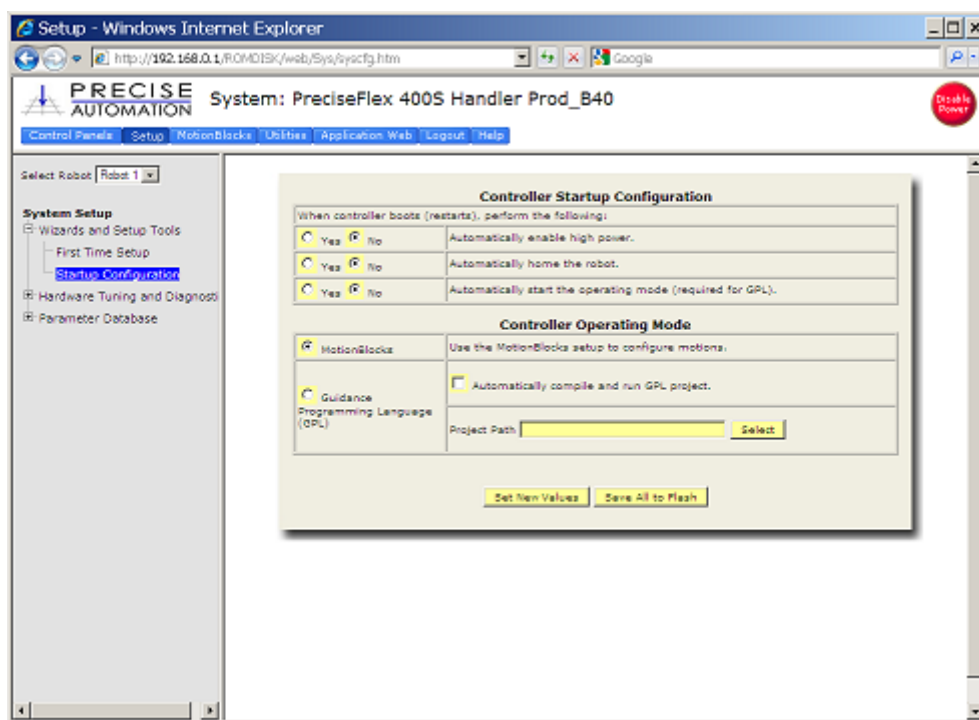 Setup - Windows Internet Explorer
http://192.168.0.1/ROMDISK/web/Sys/syscfg.htm
Google
PRECISE
AUTOMATION
System: PreciseFlex 400S Handler Prod_B40
Disable
Power
Control Panels Setup MotionBlocks Utilities Application Web Logout Help
Select Robot Robot 1
System Setup
Wizards and Setup Tools
First Time Setup
Startup Configuration
Hardware Tuning and Diagnosti
Parameter Database
Controller Startup Configuration
When controller boots (restarts), perform the following:
Yes No Automatically enable high power.
Yes No Automatically home the robot.
Yes No Automatically start the operating mode (required for GPL).
Controller Operating Mode
MotionBlocks Use the MotionBlocks setup to configure motions.
Guidance
Programming Language
(GPL)
Automatically compile and run GPL project.
Project Path Select
Set New Values Save All to Flash